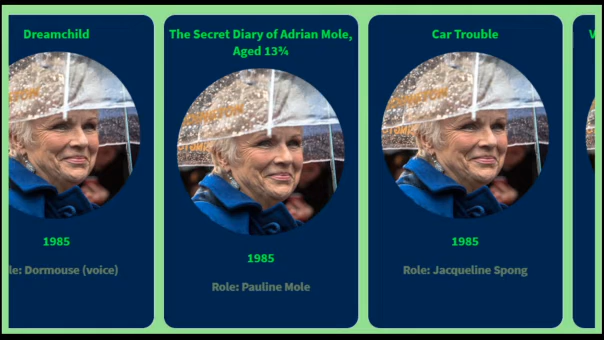 Dreamchild
1985
le: Dormouse (voice)
The Secret Diary of Adrian Mole,
Aged 13¾
1985
Role: Pauline Mole
Car Trouble
1985
Role: Jacqueline Spong
V